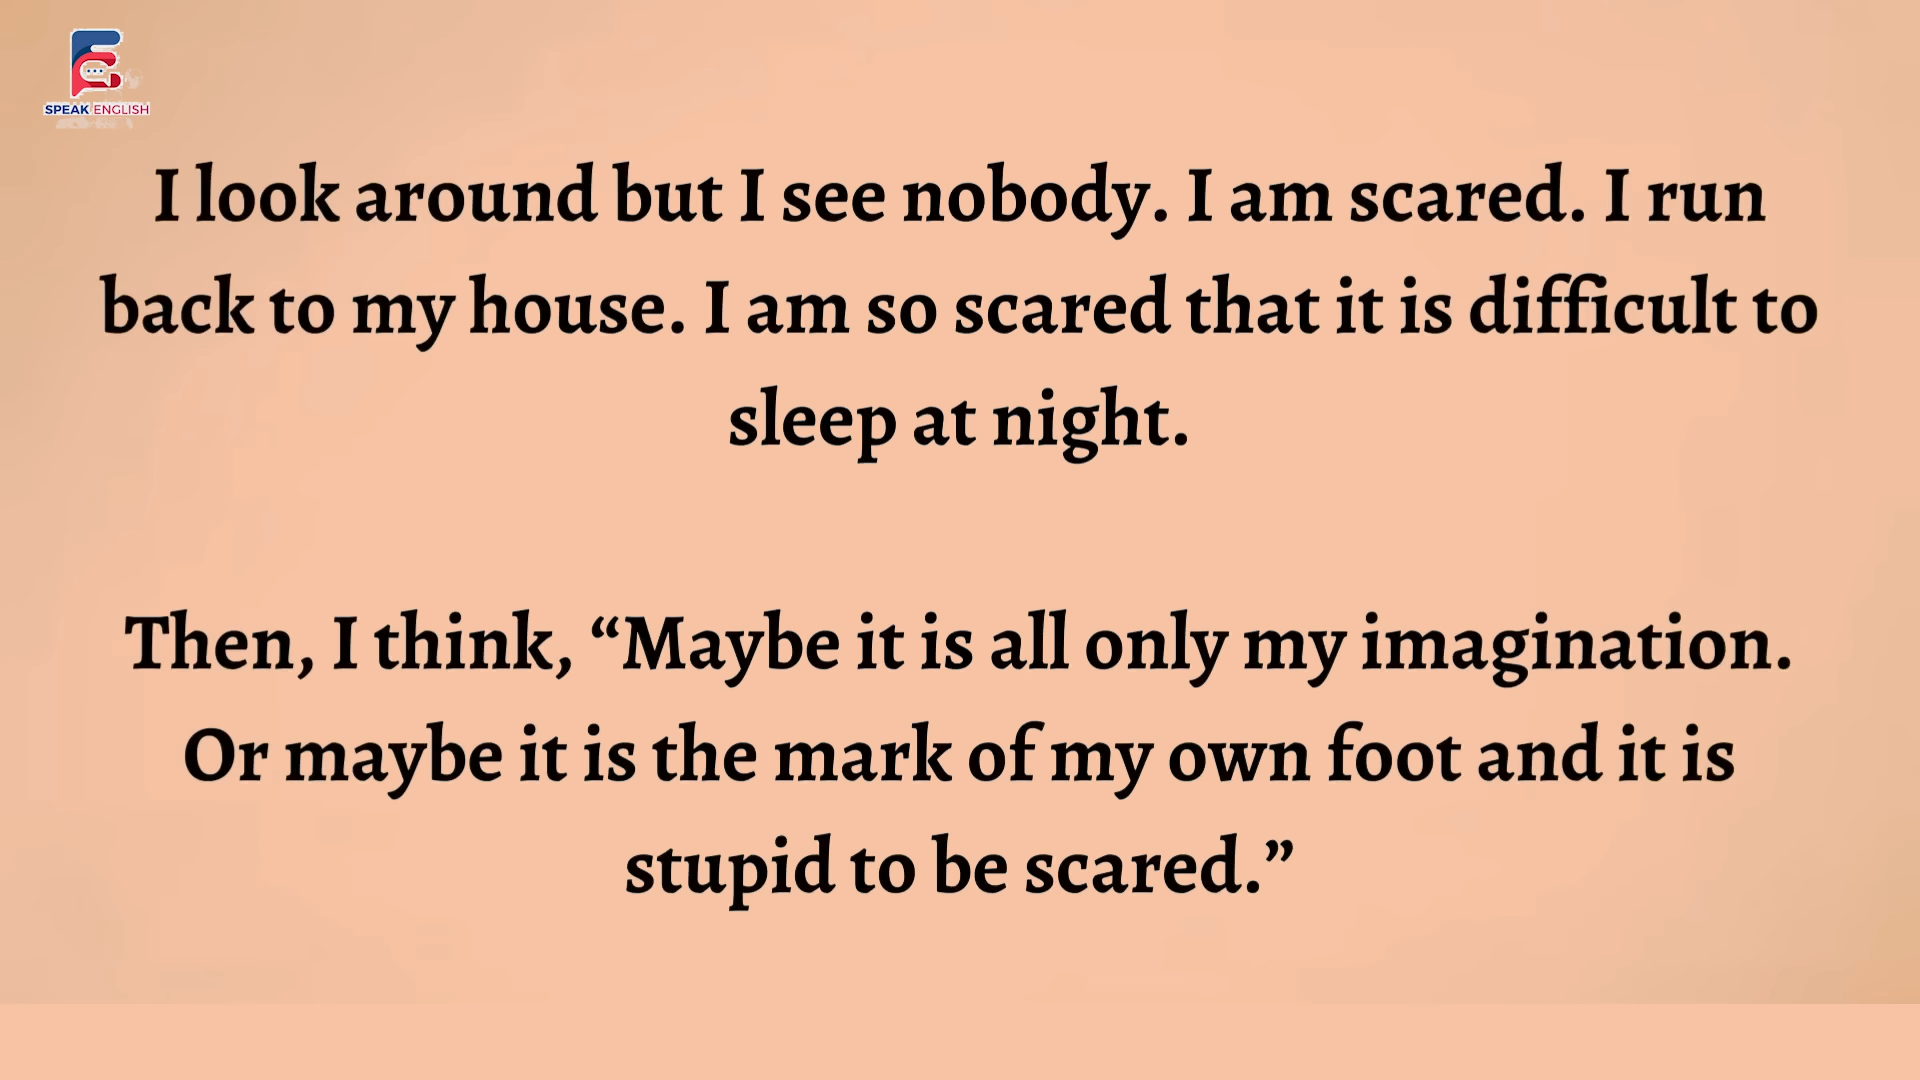 SPEAK ENGLISH
I look around but I see nobody. I am scared. I run
back to my house. I am so scared that it is difficult to
sleep at night.
Then, I think, “Maybe it is all only my imagination.
Or maybe it is the mark of my own foot and it is
stupid to be scared.”